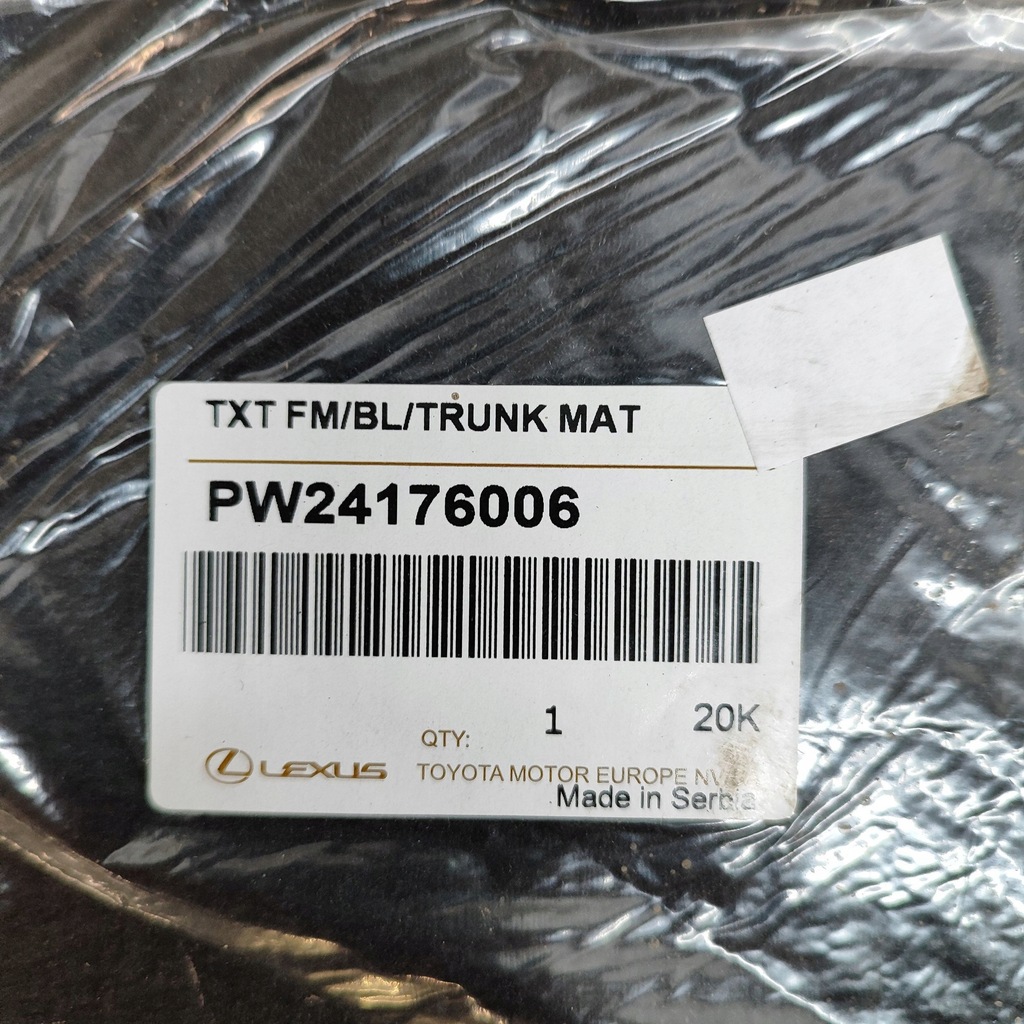 TXT FM/BL/TRUNK MAT
PW24176006
1 20K
QTY:
LEXUS TOYOTA MOTOR EUROPE NV
Made in Serbia